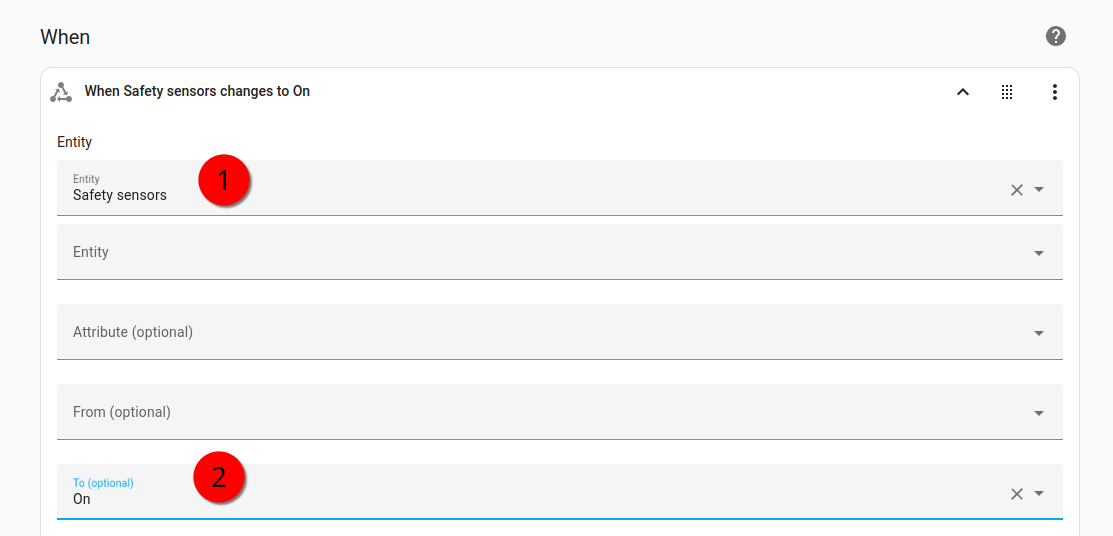 When
When Safety sensors changes to On
Entity
Entity
Safety sensors
1
Entity
Attribute (optional)
From (optional)
To (optional)
On
2